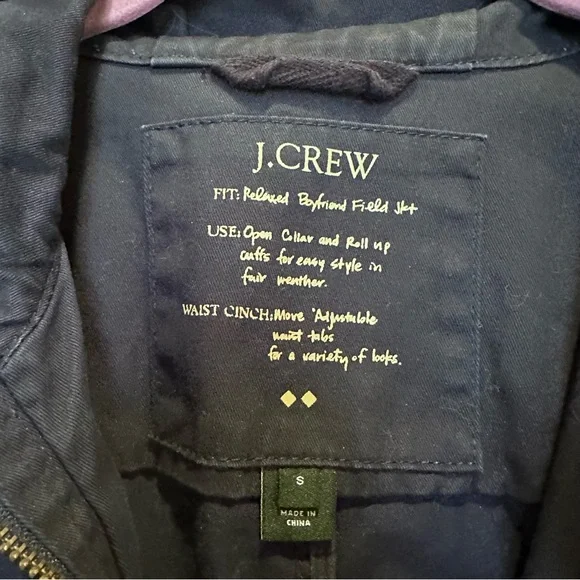 J.CREW
FIT: Relaxed Boyfriend Field Jkt
USE: Open Collar and Roll up
cuffs for easy style in
fair weather.
WAIST CINCH: Move Adjustable
waist tabs
for a variety of looks.
S
MADE IN
CHINA